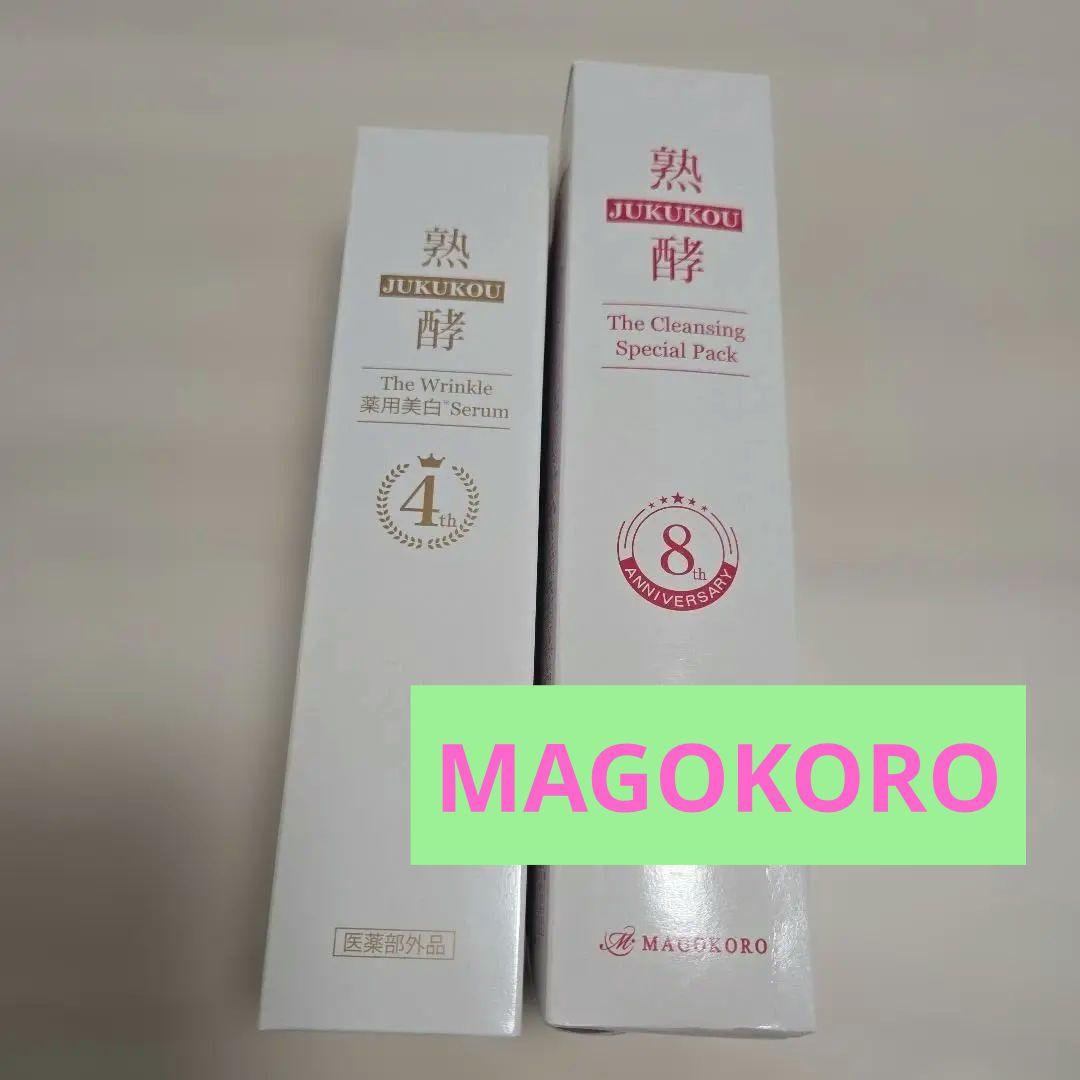 熟
JUKUKOU
酵
The Wrinkle
薬用美白※Serum
4th
医薬部外品
熟
JUKUKOU
酵
The Cleansing
Special Pack
8th
ANNIVERSARY
MAGOKORO
M MAGOKORO